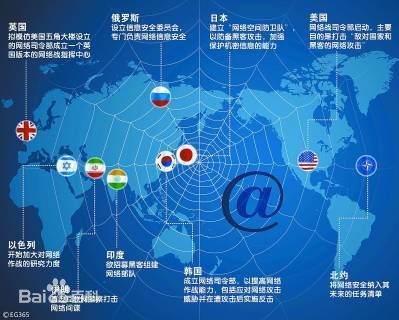 英国
拟模仿美国五角大楼设立
的网络司令部成立一个英
国版本的网络战指挥中心
俄罗斯
设立信息安全委员会，
专门负责网络信息安全
日本
建立“网络空间防卫队”
以防备黑客攻击，加强
保护机密信息的能力
美国
网络战司令部启动，主要
目的是打击“敌对国家和
黑客的网络攻击”
@
以色列
开始加大对网络
作战的研究力度
伊朗
打击
网络间谍
印度
欲招募黑客组建
网络部队
韩国
成立网络司令部，以提高网络
作战能力，包括应对网络攻击
威胁并在遭攻击后实施反击
北约
将网络安全纳入其
未来的任务清单
Baidu百科
©EG365